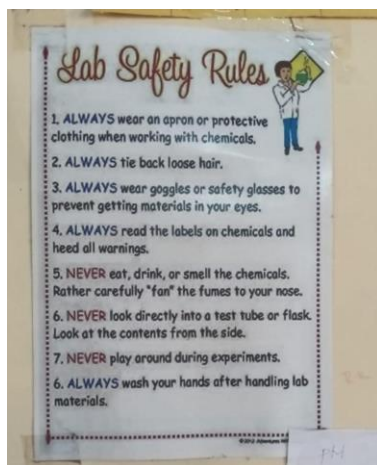 Lab Safety Rules
1. ALWAYS wear an apron or protective
clothing when working with chemicals.
2. ALWAYS tie back loose hair.
3. ALWAYS wear goggles or safety glasses to
prevent getting materials in your eyes.
4. ALWAYS read the labels on chemicals and
heed all warnings.
5. NEVER eat, drink, or smell the chemicals.
Rather carefully "fan" the fumes to your nose.
6. NEVER look directly into a test tube or flask.
Look at the contents from the side.
7. NEVER play around during experiments.
6. ALWAYS wash your hands after handling lab
materials.
pH